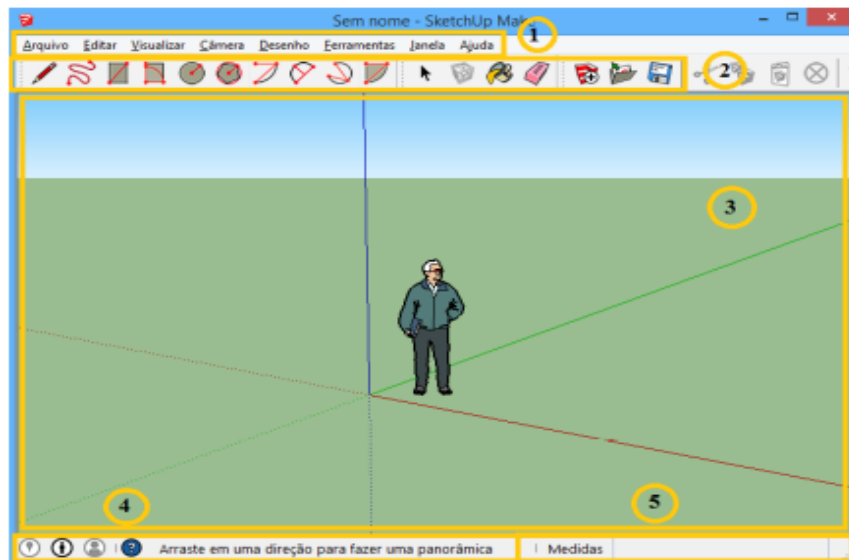 Sem nome - SketchUp Make
1
Arquivo Editar Visualizar Câmera Desenho Ferramentas Janela Ajuda
2
3
4
5
Arraste em uma direção para fazer uma panorâmica
Medidas